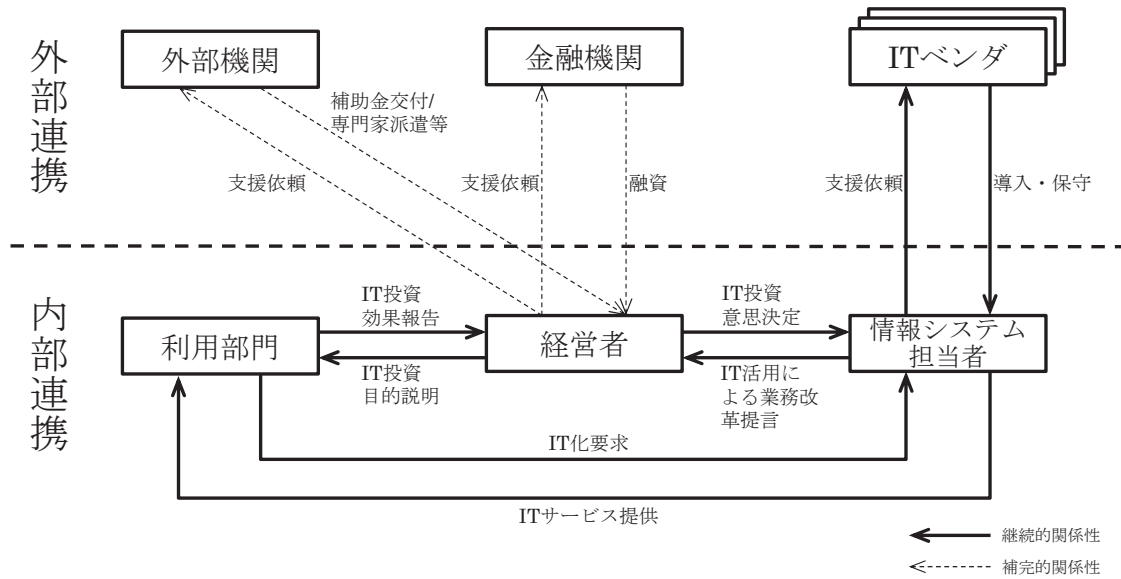 外部連携
外部機関
金融機関
ITベンダ
補助金交付/
専門家派遣等
支援依頼
支援依頼
融資
支援依頼
導入・保守
内部連携
IT投資
効果報告
IT投資
意思決定
利用部門
経営者
情報システム
担当者
IT投資
目的説明
IT活用に
よる業務改
革提言
IT化要求
ITサービス提供
継続的関係性
補完的関係性